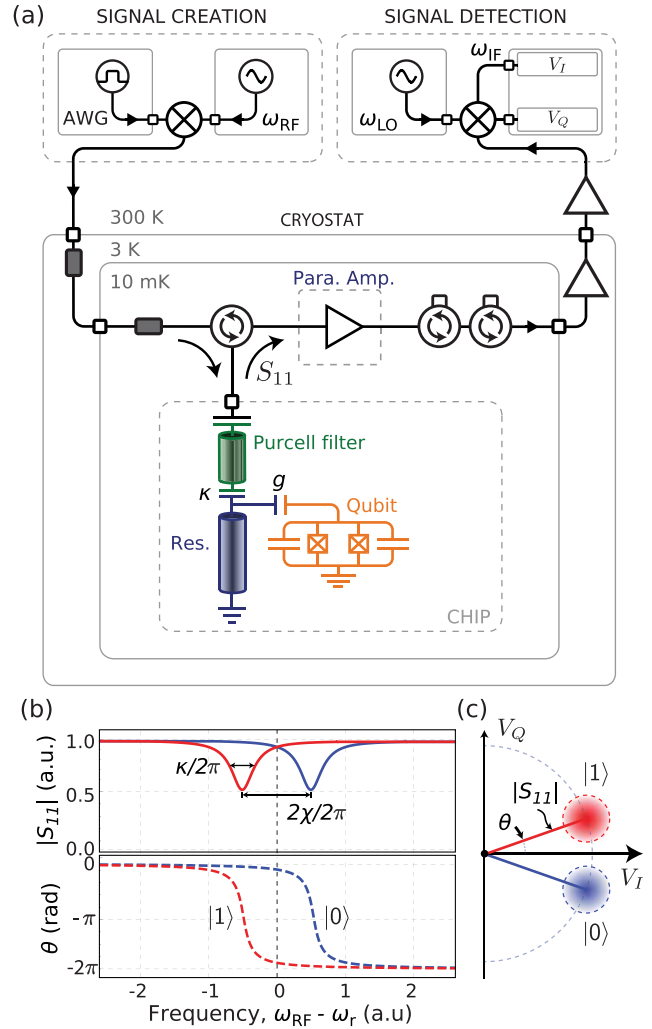 (a)
SIGNAL CREATION
SIGNAL DETECTION
AWG
ω_RF
ω_LO
ω_IF
V_I
V_Q
300 K
CRYOSTAT
3 K
10 mK
Para. Amp.
S_11
Purcell filter
κ
g
Qubit
Res.
CHIP
(b)
|S_11| (a.u.)
1.0
0.5
0.0
κ/2π
2χ/2π
θ (rad)
0
-π
-2π
|1⟩
|0⟩
-2
-1
0
1
2
Frequency, ω_RF - ω_r (a.u)
(c)
V_Q
|1⟩
|S_11|
θ
V_I
|0⟩